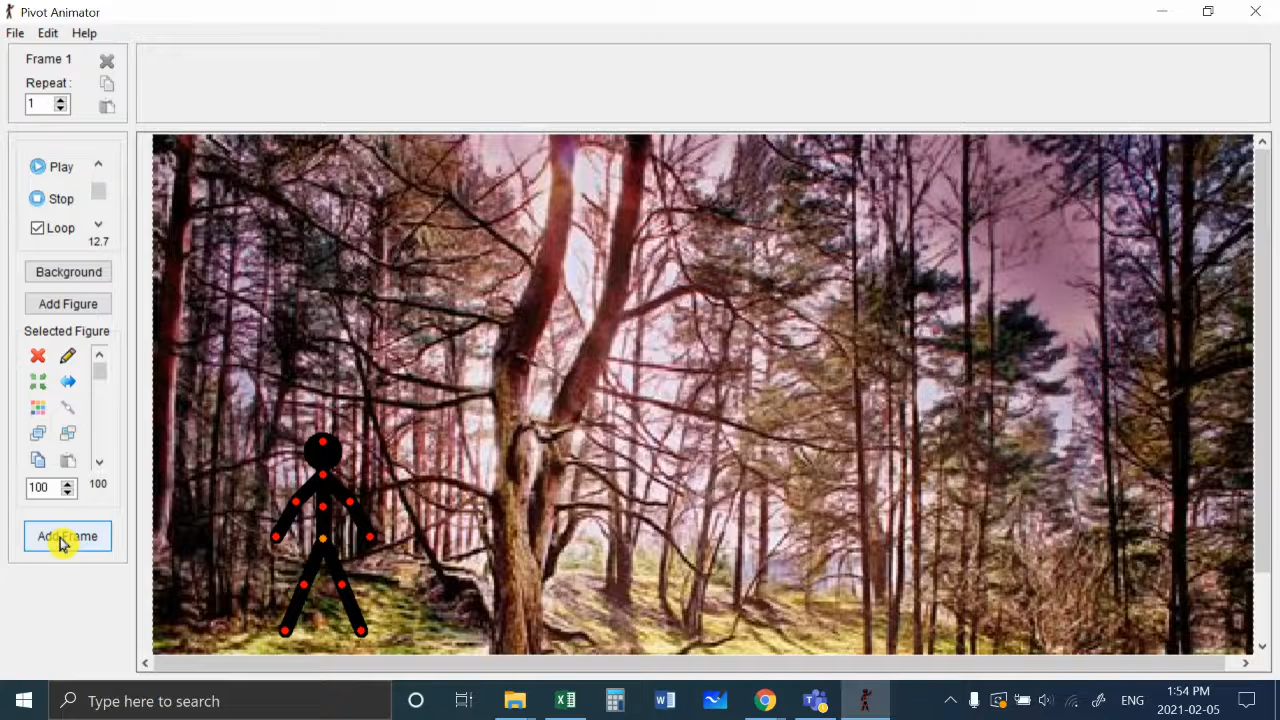 Pivot Animator
File Edit Help
Frame 1
Repeat :
1
Play
Stop
Loop
12.7
Background
Add Figure
Selected Figure
100
100
Add Frame
Type here to search
ENG
1:54 PM
2021-02-05